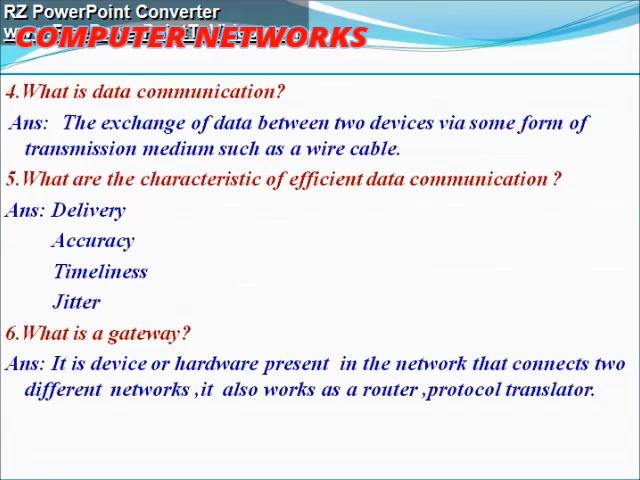 RZ PowerPoint Converter
COMPUTER NETWORKS
4.What is data communication?
Ans: The exchange of data between two devices via some form of
transmission medium such as a wire cable.
5.What are the characteristic of efficient data communication ?
Ans: Delivery
Accuracy
Timeliness
Jitter
6.What is a gateway?
Ans: It is device or hardware present in the network that connects two
different networks ,it also works as a router ,protocol translator.